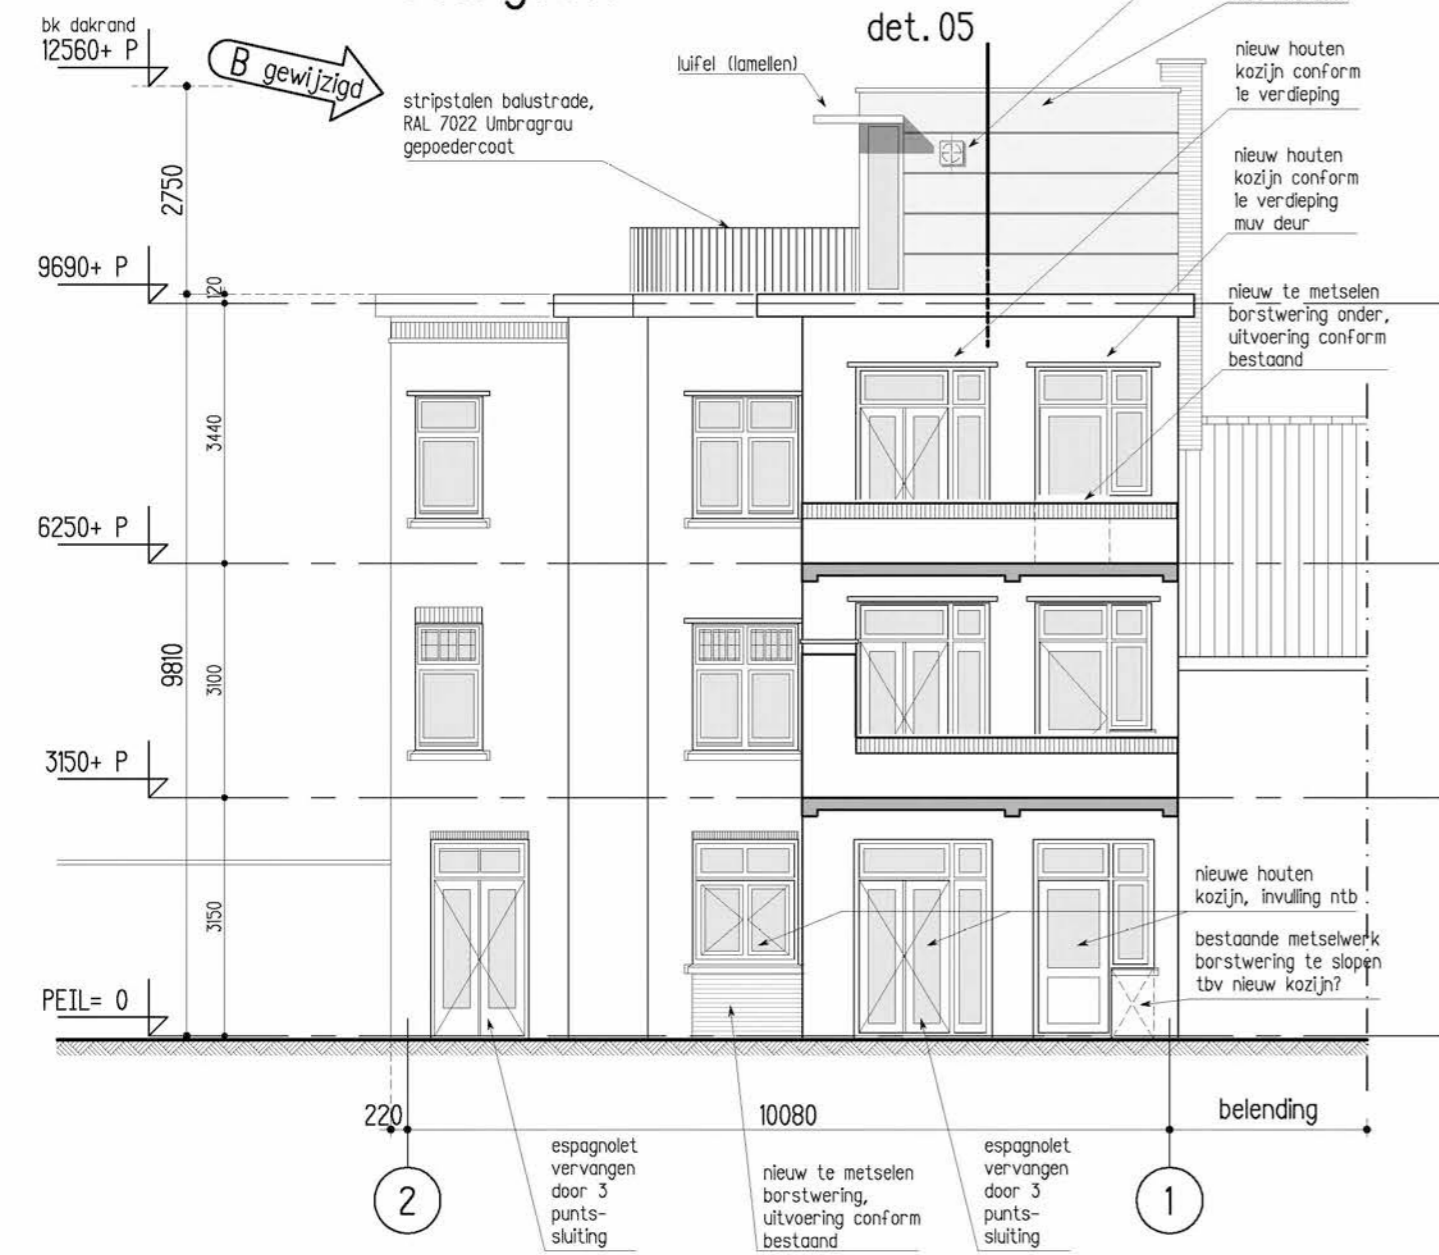 bk dakrand
12560+ P
B gewijzigd
det. 05
luifel (lamellen)
stripstalen balustrade,
RAL 7022 Umbragrau
gepoedercoat
nieuw houten
kozijn conform
1e verdieping
nieuw houten
kozijn conform
1e verdieping
muv deur
nieuw te metselen
borstwering onder,
uitvoering conform
bestaand
2750
9690+ P
120
3440
6250+ P
9810
3100
3150+ P
3150
PEIL= 0
nieuwe houten
kozijn, invulling ntb
bestaande metselwerk
borstwering te slopen
tbv nieuw kozijn?
220
10080
belending
2
1
espagnolet
vervangen
door 3
punts-
sluiting
nieuw te metselen
borstwering,
uitvoering conform
bestaand
espagnolet
vervangen
door 3
punts-
sluiting